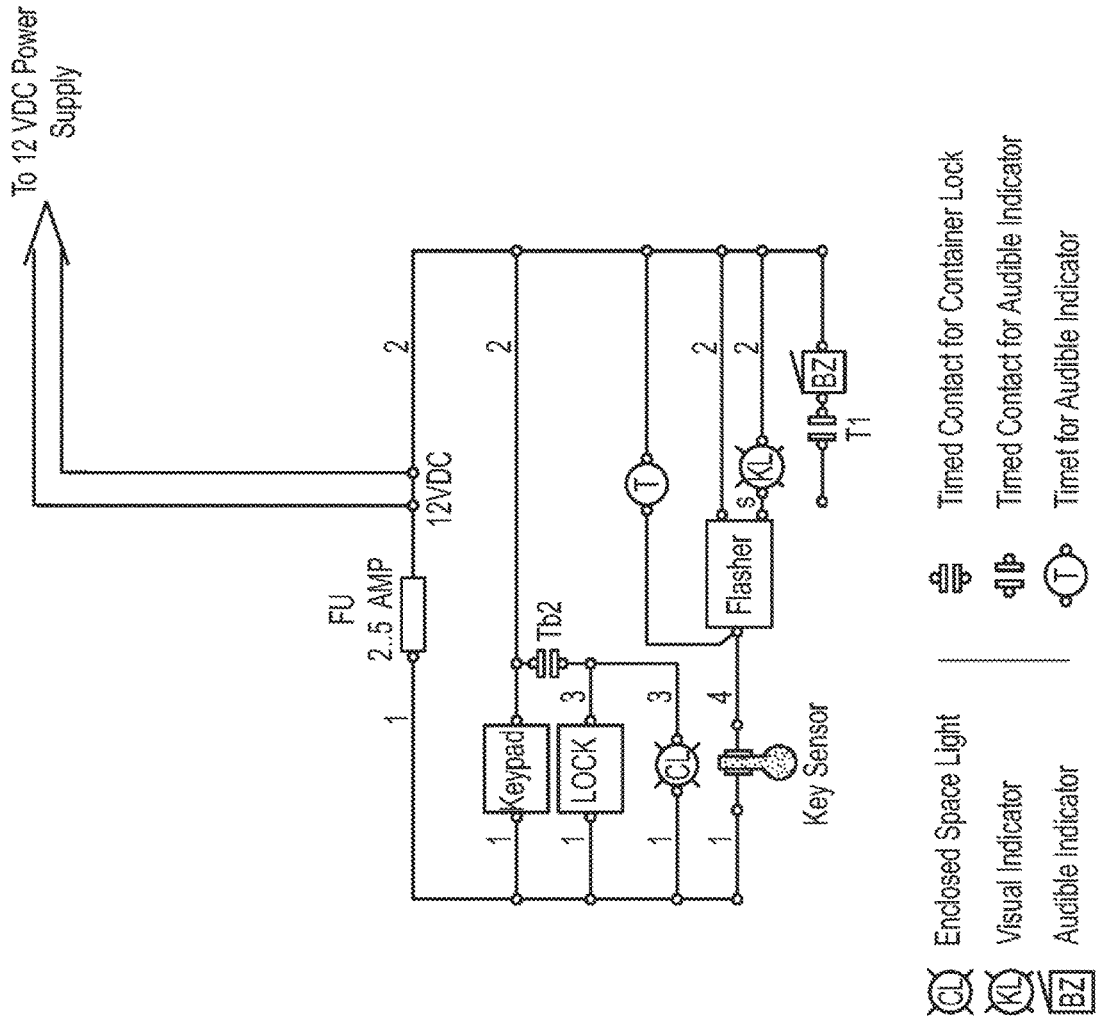 To 12 VDC Power
Supply
12VDC
FU
2..5 AMP
1
2
Keypad
1
2
Tb2
LOCK
1
3
CL
1
3
Key Sensor
1
4
T
Flasher
2
s
KL
2
T1
BZ
CL Enclosed Space Light
KL Visual Indicator
BZ Audible Indicator
Timed Contact for Container Lock
Timed Contact for Audible Indicator
T Timet for Audible Indicator